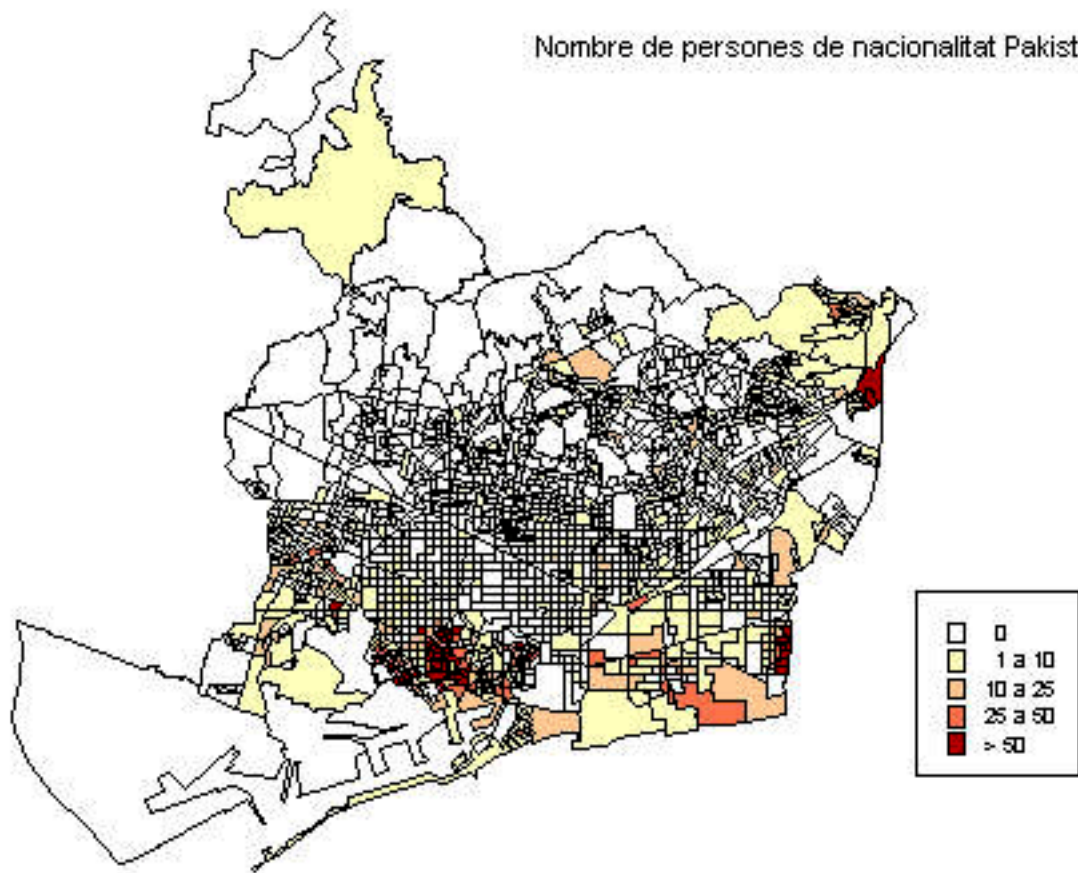 Nombre de persones de nacionalitat Pakist
0
1 a 10
10 a 25
25 a 50
> 50